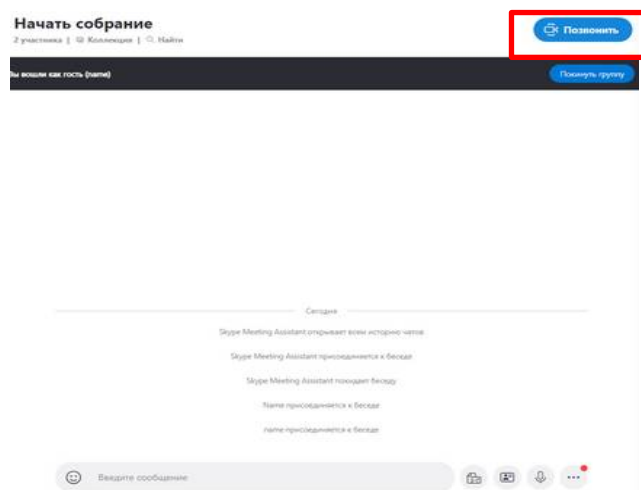 Начать собрание
Позвонить
2 участника | Коллекция | Найти
Вы вошли как гость (name)
Покинуть группу
Сегодня
Skype Meeting Assistant открывает всем историю чатов
Skype Meeting Assistant присоединяется к беседе
Skype Meeting Assistant покидает беседу
Name присоединяется к беседе
name присоединяется к беседе
Введите сообщение